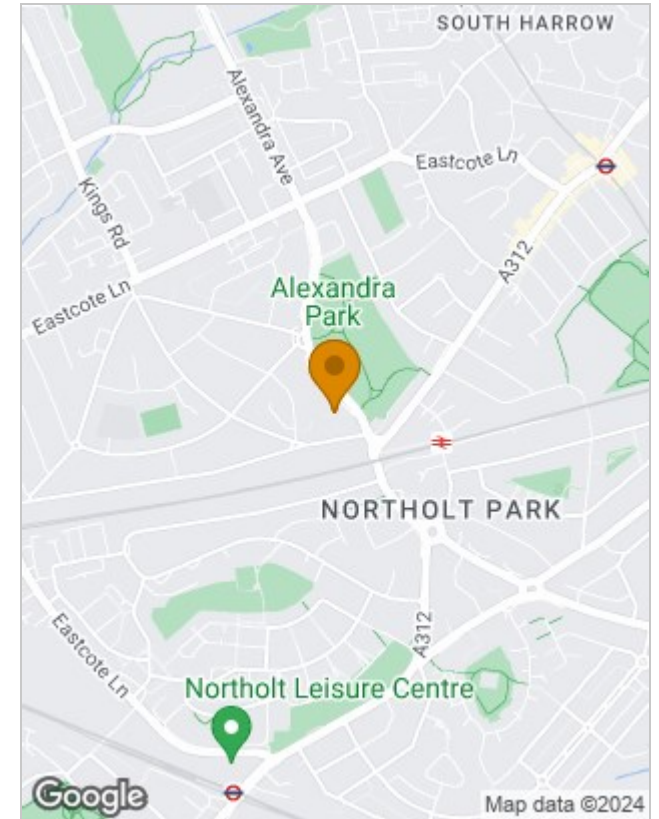 SOUTH HARROW
Alexandra Ave
Eastcote Ln
Kings Rd
A312
Eastcote Ln
Alexandra
Park
NORTHOLT PARK
Eastcote Ln
A312
Northolt Leisure Centre
Google
Map data ©2024